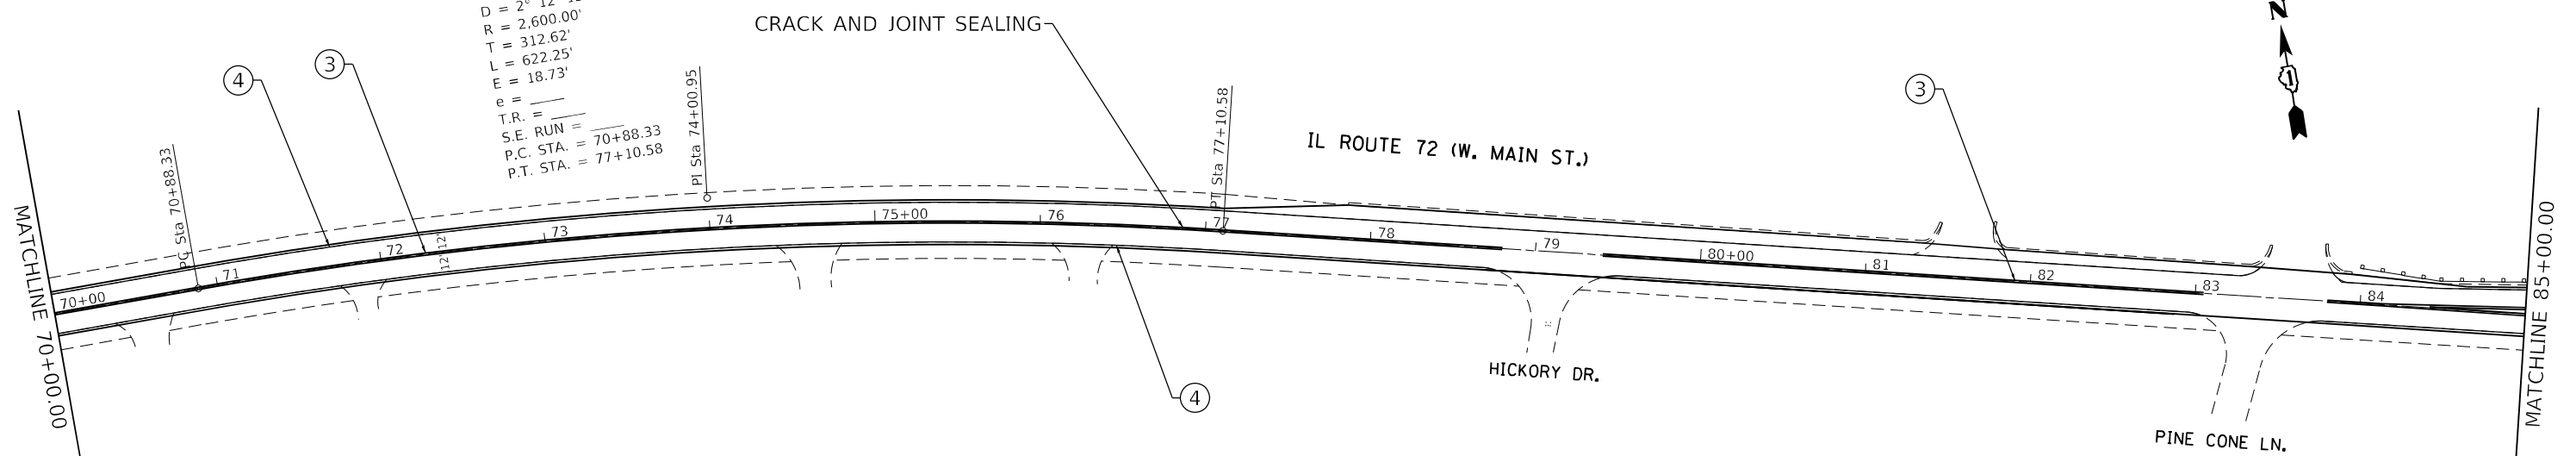 D = 2° 12'
R = 2,600.00'
T = 312.62'
L = 622.25'
E = 18.73'
e = ____
T.R. = ____
S.E. RUN = ____
P.C. STA. = 70+88.33
P.T. STA. = 77+10.58
CRACK AND JOINT SEALING
4
3
3
4
N
1
PC Sta 70+88.33
PI Sta 74+00.95
PT Sta 77+10.58
IL ROUTE 72 (W. MAIN ST.)
MATCHLINE 70+00.00
70+00
71
72
12'
12'
73
74
75+00
76
77
78
79
80+00
81
82
83
84
MATCHLINE 85+00.00
HICKORY DR.
PINE CONE LN.